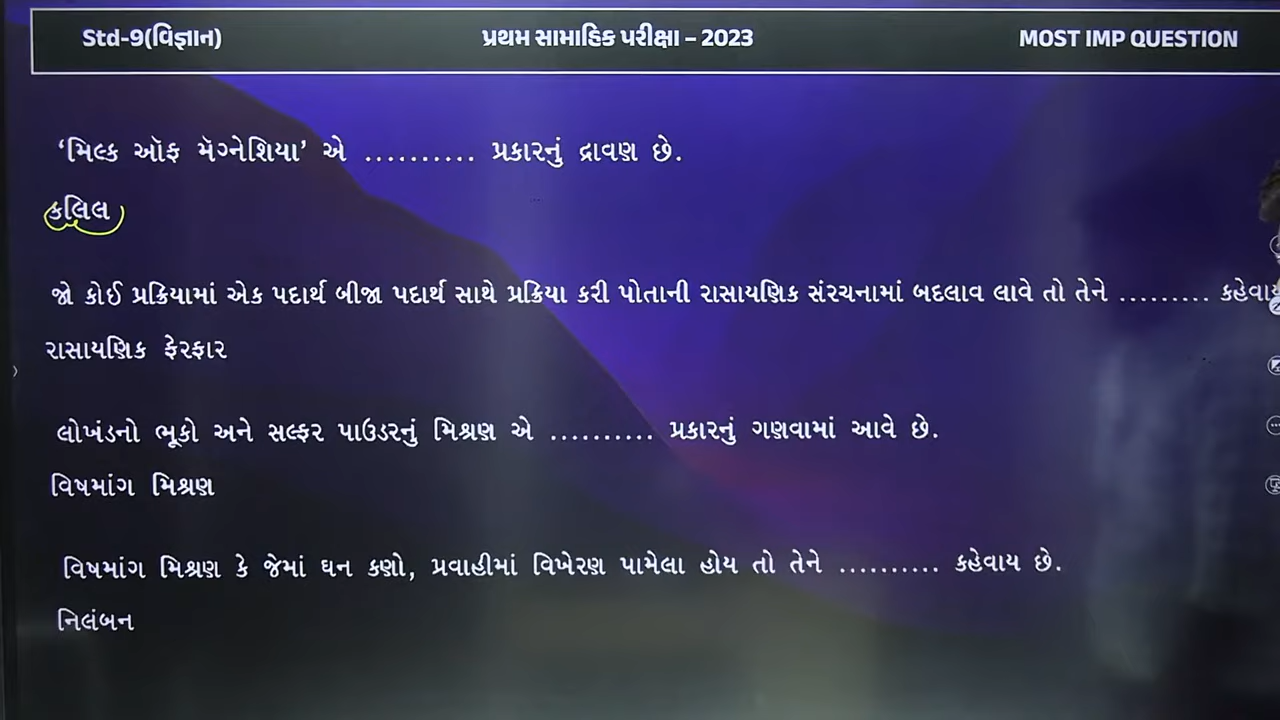 Std-9(વિજ્ઞાન) પ્રથમ સામાહિક પરીક્ષા – 2023 MOST IMP QUESTION
‘મિલ્ક ઑફ મૅગ્નેશિયા’ એ .......... પ્રકારનું દ્રાવણ છે.
કલિલ
જો કોઈ પ્રક્રિયામાં એક પદાર્થ બીજા પદાર્થ સાથે પ્રક્રિયા કરી પોતાની રાસાયણિક સંરચનામાં બદલાવ લાવે તો તેને ......... કહેવાય
રાસાયણિક ફેરફાર
લોખંડનો ભૂકો અને સલ્ફર પાઉડરનું મિશ્રણ એ .......... પ્રકારનું ગણવામાં આવે છે.
વિષમાંગ મિશ્રણ
વિષમાંગ મિશ્રણ કે જેમાં ઘન કણો, પ્રવાહીમાં વિખેરણ પામેલા હોય તો તેને .......... કહેવાય છે.
નિલંબન